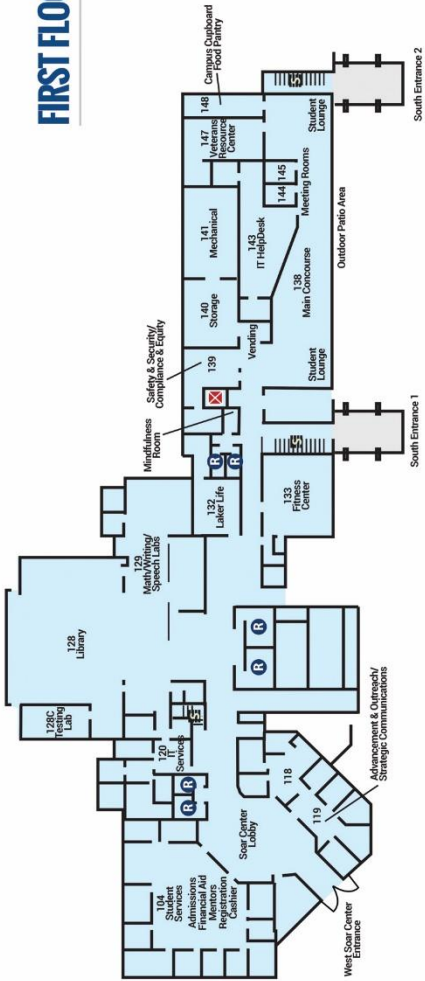 FIRST FLO
Campus Cupboard
Food Pantry
148
147
Veterans
Resource
Center
141
Mechanical
140
Storage
Safety & Security/
Compliance & Equity
139
Mindfulness
Room
143
IT HelpDesk
144
145
Meeting Rooms
Student
Lounge
138
Main Concourse
Vending
Student
Lounge
Outdoor Patio Area
S
South Entrance 2
S
South Entrance 1
R
R
132
Laker Life
133
Fitness
Center
129
Math/Writing/
Speech Labs
128
Library
128C
Testing
Lab
120
IT
Services
S
R
R
R
R
104
Student
Services
Admissions
Financial Aid
Mentors
Registration
Cashier
Soar Center
Lobby
118
119
Advancement & Outreach/
Strategic Communications
West Soar Center
Entrance